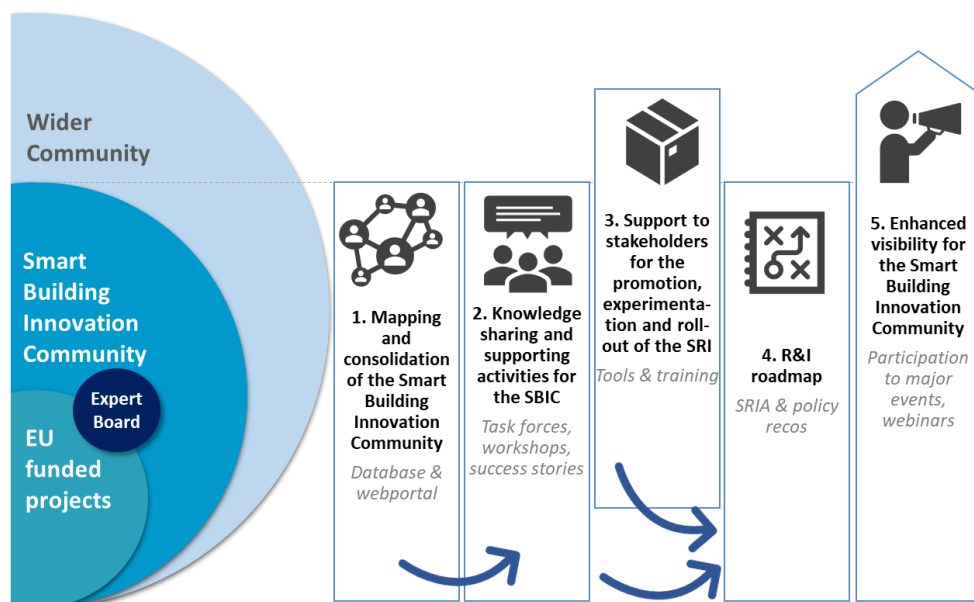 Wider
Community
Smart
Building
Innovation
Community
Expert
Board
EU
funded
projects
1. Mapping
and
consolidation
of the Smart
Building
Innovation
Community
Database &
webportal
2. Knowledge
sharing and
supporting
activities for
the SBIC
Task forces,
workshops,
success stories
3. Support to
stakeholders
for the
promotion,
experimenta-
tation and roll-
out of the SRI
Tools & training
4. R&I
roadmap
SRIA & policy
recos
5. Enhanced
visibility for
the Smart
Building
Innovation
Community
Participation
to major
events,
webinars